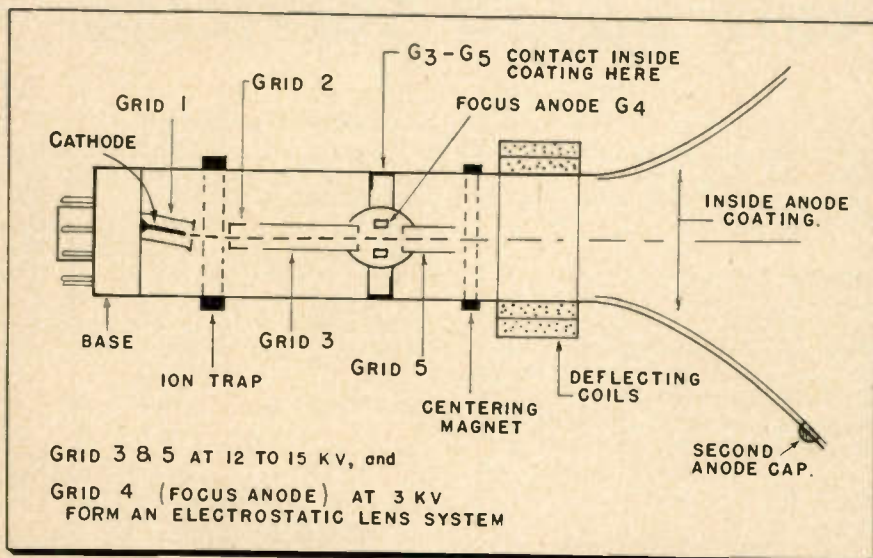 G3-G5 CONTACT INSIDE
COATING HERE
GRID 2
GRID 1
FOCUS ANODE G4
CATHODE
INSIDE ANODE
COATING.
BASE
GRID 3
ION TRAP
GRID 5
DEFLECTING
COILS
CENTERING
MAGNET
SECOND
ANODE CAP.
GRID 3 & 5 AT 12 TO 15 KV, and
GRID 4 (FOCUS ANODE) AT 3 KV
FORM AN ELECTROSTATIC LENS SYSTEM